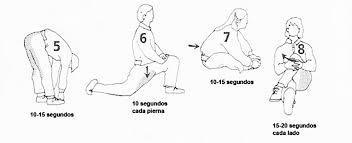 5
10-15 segundos
6
1
10 segundos
cada pierna
7
10-15 segundos
8
15-20 segundos
cada lado